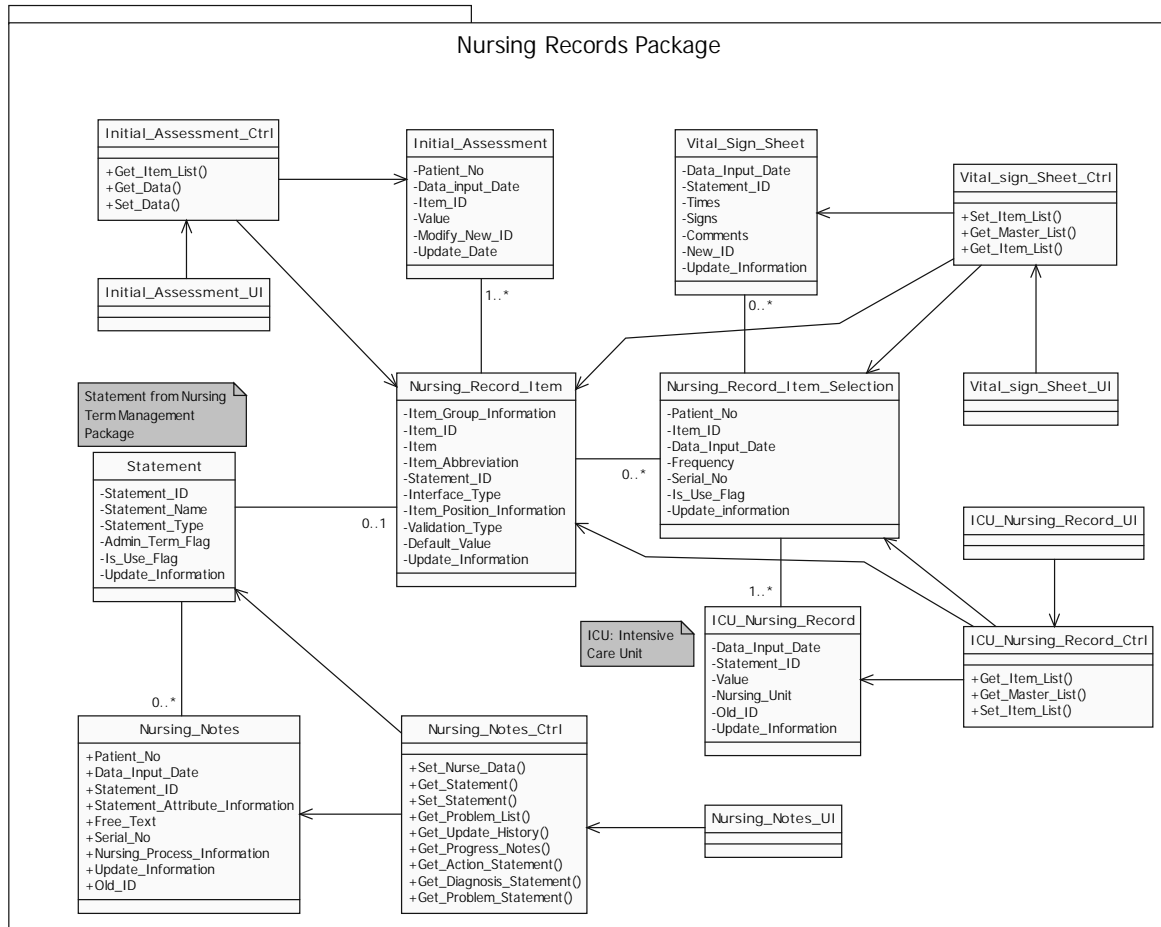 Nursing Records Package
Initial_Assessment_Ctrl
+Get_Item_List()
+Get_Data()
+Set_Data()
Initial_Assessment
-Patient_No
-Data_input_Date
-Item_ID
-Value
-Modify_New_ID
-Update_Date
Vital_Sign_Sheet
-Data_Input_Date
-Statement_ID
-Times
-Signs
-Comments
-New_ID
-Update_Information
Vital_sign_Sheet_Ctrl
+Set_Item_List()
+Get_Master_List()
+Get_Item_List()
Initial_Assessment_UI
1..*
0..*
Statement from Nursing
Term Management
Package
Nursing_Record_Item
-Item_Group_Information
-Item_ID
-Item
-Item_Abbreviation
-Statement_ID
-Interface_Type
-Item_Position_Information
-Validation_Type
-Default_Value
-Update_Information
Nursing_Record_Item_Selection
-Patient_No
-Item_ID
-Data_Input_Date
-Frequency
-Serial_No
-Is_Use_Flag
-Update_information
Vital_sign_Sheet_UI
0..*
Statement
-Statement_ID
-Statement_Name
-Statement_Type
-Admin_Term_Flag
-Is_Use_Flag
-Update_Information
0..1
ICU_Nursing_Record_UI
1..*
ICU: Intensive
Care Unit
ICU_Nursing_Record
-Data_Input_Date
-Statement_ID
-Value
-Nursing_Unit
-Old_ID
-Update_Information
ICU_Nursing_Record_Ctrl
+Get_Item_List()
+Get_Master_List()
+Set_Item_List()
0..*
Nursing_Notes
+Patient_No
+Data_Input_Date
+Statement_ID
+Statement_Attribute_Information
+Free_Text
+Serial_No
+Nursing_Process_Information
+Update_Information
+Old_ID
Nursing_Notes_Ctrl
+Set_Nurse_Data()
+Get_Statement()
+Set_Statement()
+Get_Problem_List()
+Get_Update_History()
+Get_Progress_Notes()
+Get_Action_Statement()
+Get_Diagnosis_Statement()
+Get_Problem_Statement()
Nursing_Notes_UI